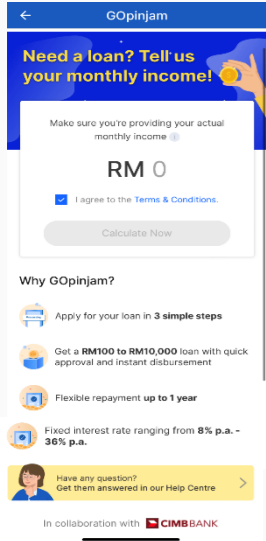 GOpinjam
Need a loan? Tell us
your monthly income!
Make sure you're providing your actual
monthly income
RM 0
I agree to the Terms & Conditions.
Calculate Now
Why GOpinjam?
Apply for your loan in 3 simple steps
Get a RM100 to RM10,000 loan with quick
approval and instant disbursement
Flexible repayment up to 1 year
Fixed interest rate ranging from 8% p.a. -
36% p.a.
Have any question?
Get them answered in our Help Centre
In collaboration with CIMB BANK